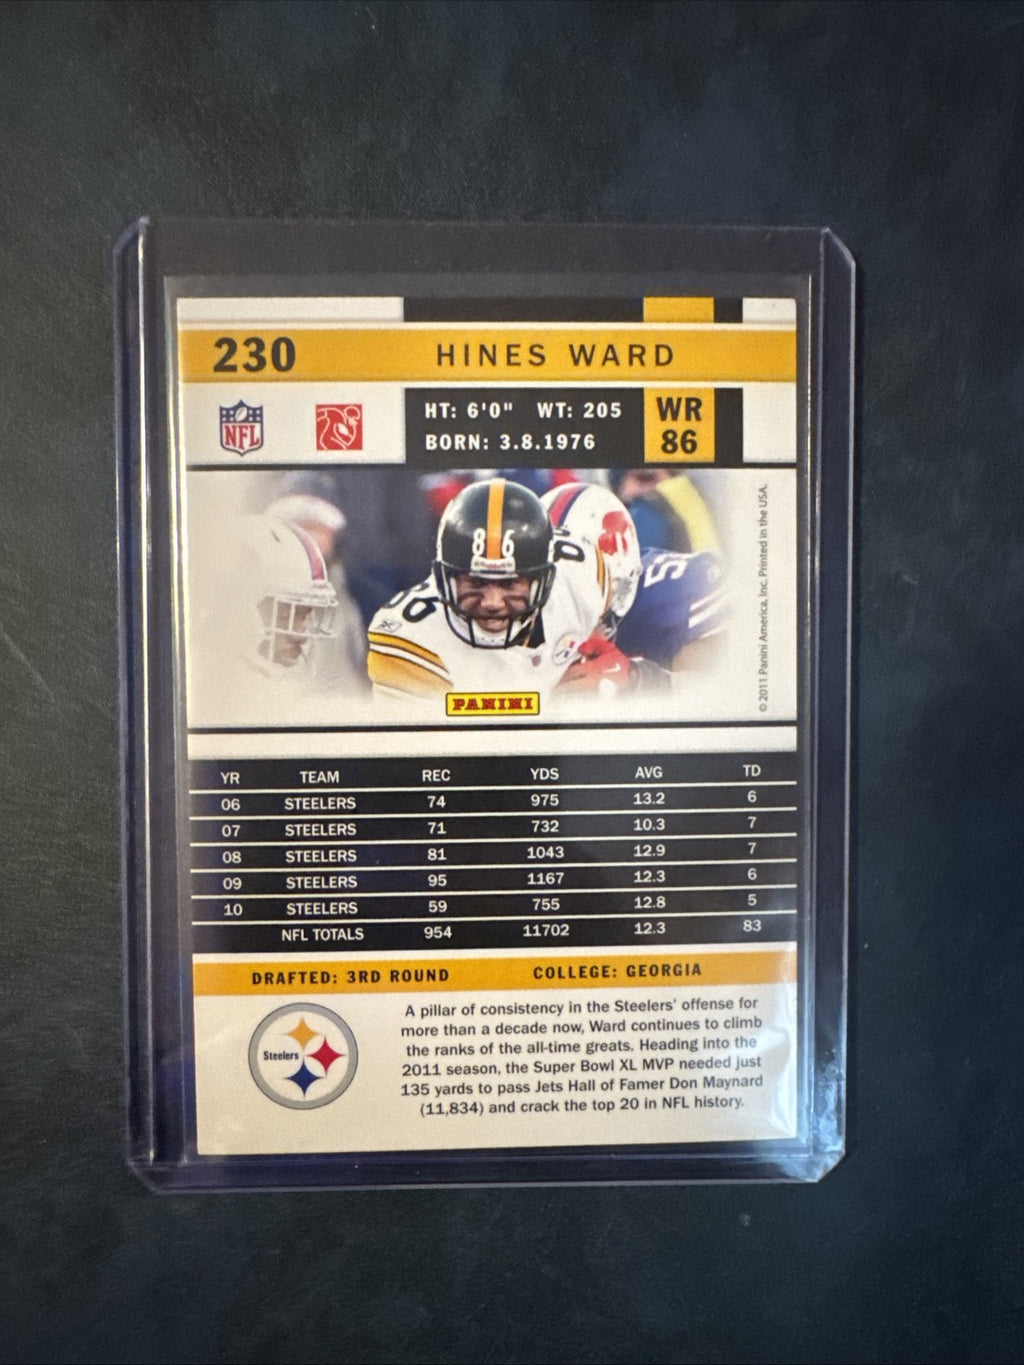 230 HINES WARD
NFL
HT: 6'0" WT: 205
BORN: 3.8.1976
WR
86
86
86
Riddell
© 2011 Panini America, Inc. Printed in the USA.
PANINI
YR TEAM REC YDS AVG TD
06 STEELERS 74 975 13.2 6
07 STEELERS 71 732 10.3 7
08 STEELERS 81 1043 12.9 7
09 STEELERS 95 1167 12.3 6
10 STEELERS 59 755 12.8 5
NFL TOTALS 954 11702 12.3 83
DRAFTED: 3RD ROUND COLLEGE: GEORGIA
Steelers
A pillar of consistency in the Steelers' offense for
more than a decade now, Ward continues to climb
the ranks of the all-time greats. Heading into the
2011 season, the Super Bowl XL MVP needed just
135 yards to pass Jets Hall of Famer Don Maynard
(11,834) and crack the top 20 in NFL history.